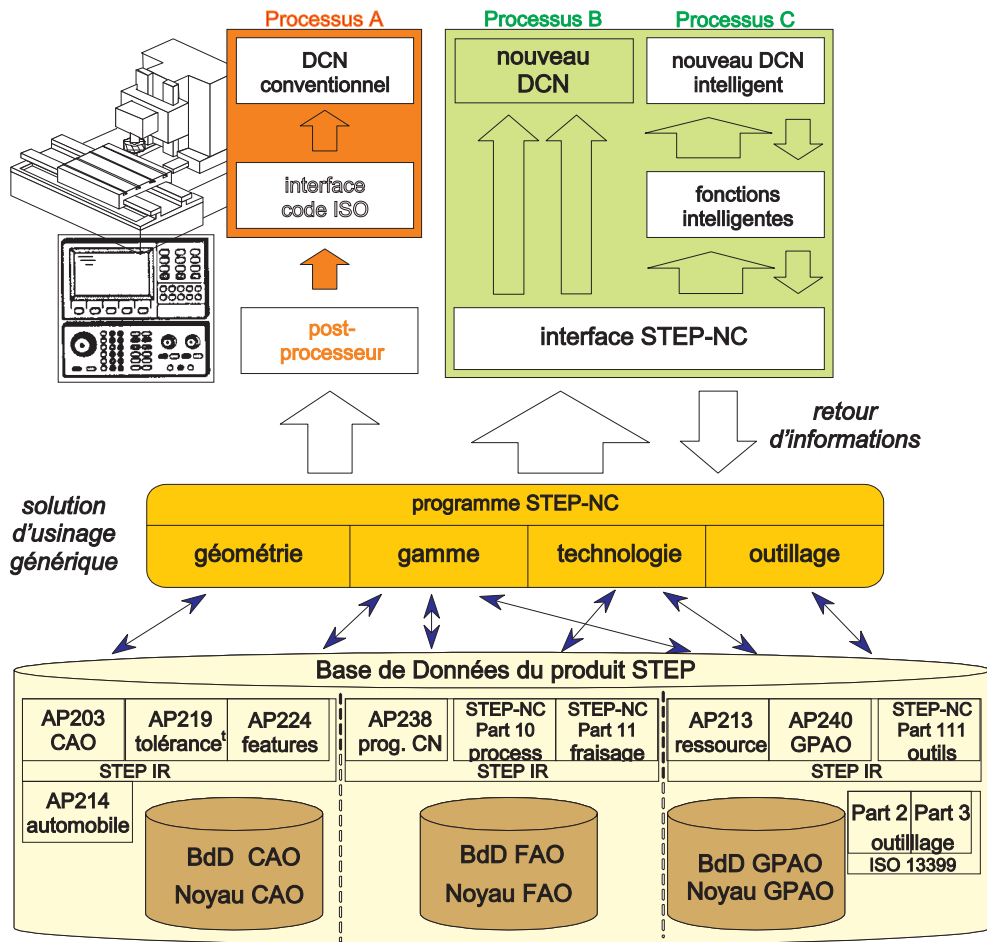 Processus A
Processus B
Processus C
DCN
conventionnel
interface
code ISO
post-
processeur
nouveau
DCN
nouveau DCN
intelligent
fonctions
intelligentes
interface STEP-NC
retour
d'informations
solution
d'usinage
générique
programme STEP-NC
géométrie
gamme
technologie
outillage
Base de Données du produit STEP
AP203
CAO
AP219
tolérance t
AP224
features
STEP IR
AP214
automobile
BdD CAO
Noyau CAO
AP238
prog. CN
STEP-NC
Part 10
process
STEP-NC
Part 11
fraisage
STEP IR
BdD FAO
Noyau FAO
AP213
ressource
AP240
GPAO
STEP-NC
Part 111
outils
STEP IR
BdD GPAO
Noyau GPAO
Part 2
Part 3
outilllage
ISO 13399